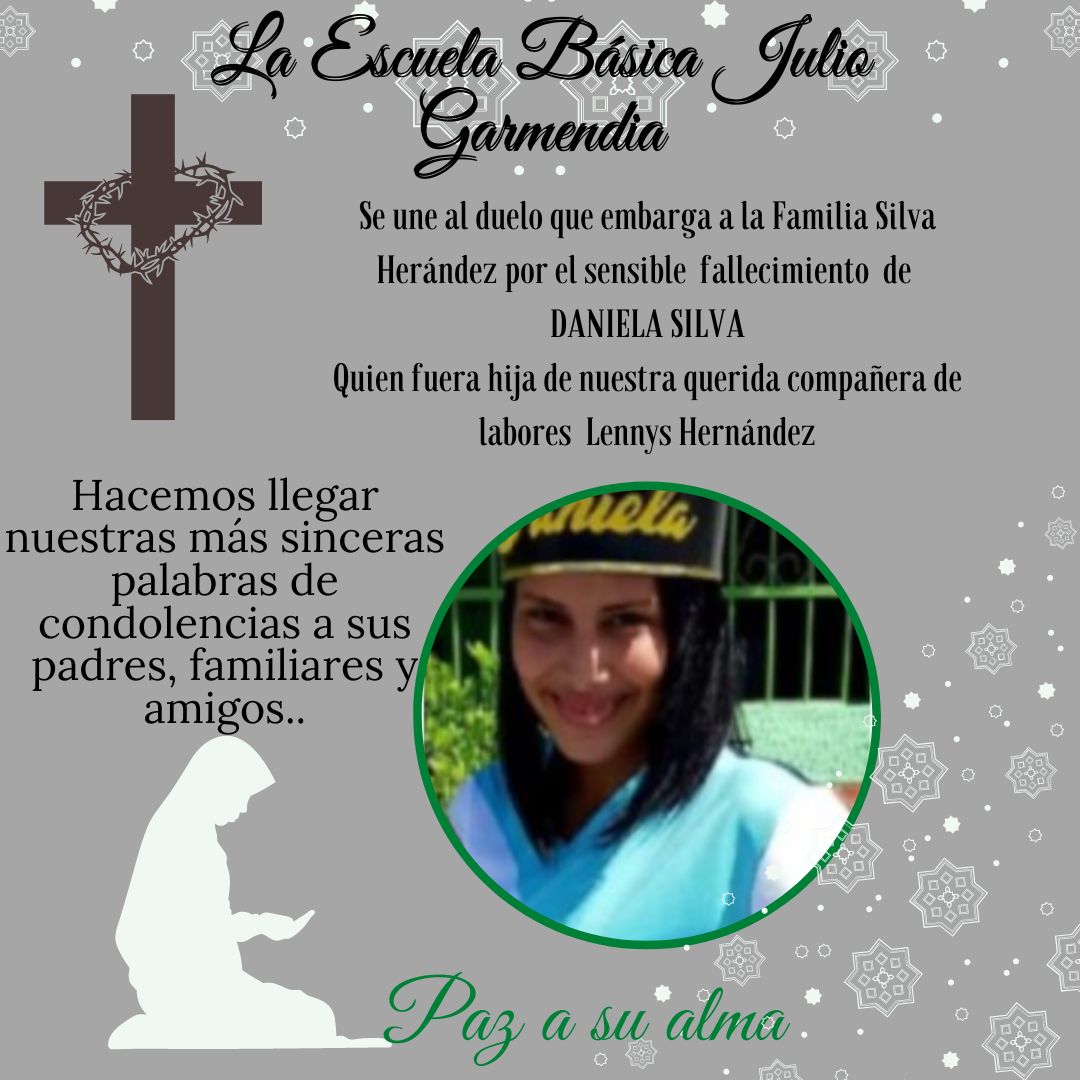 La Escuela Básica Julio
Garmendia
Se une al duelo que embarga a la Familia Silva
Herández por el sensible fallecimiento de
DANIELA SILVA
Quien fuera hija de nuestra querida compañera de
labores Lennys Hernández
Hacemos llegar
nuestras más sinceras
palabras de
condolencias a sus
padres, familiares y
amigos..
Daniela
Paz a su alma